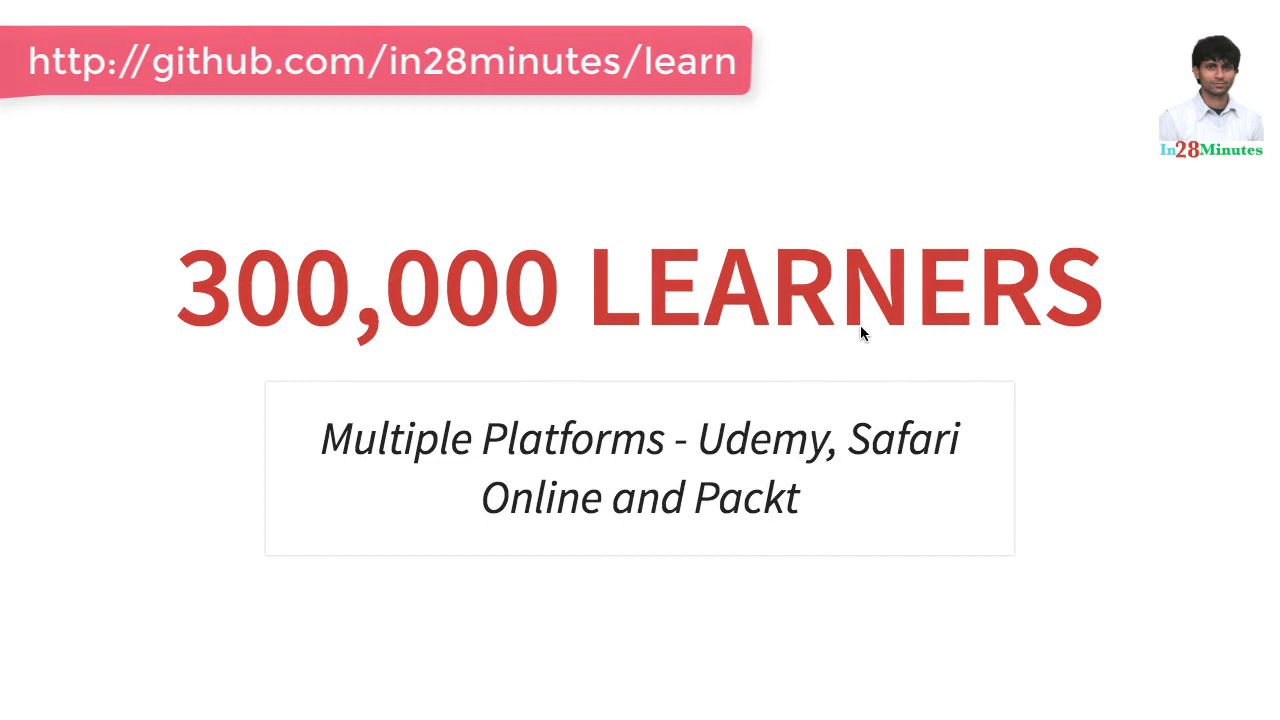 http://github.com/in28minutes/learn
In28Minutes
300,000 LEARNERS
Multiple Platforms - Udemy, Safari
Online and Packt